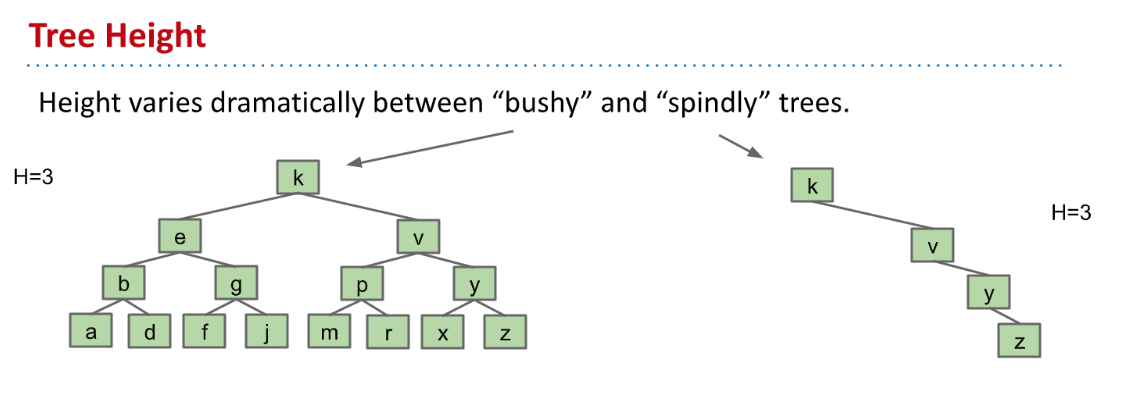 Tree Height
Height varies dramatically between “bushy” and “spindly” trees.
H=3
k
k
H=3
e
v
v
b
g
p
y
y
a
d
f
j
m
r
x
z
z